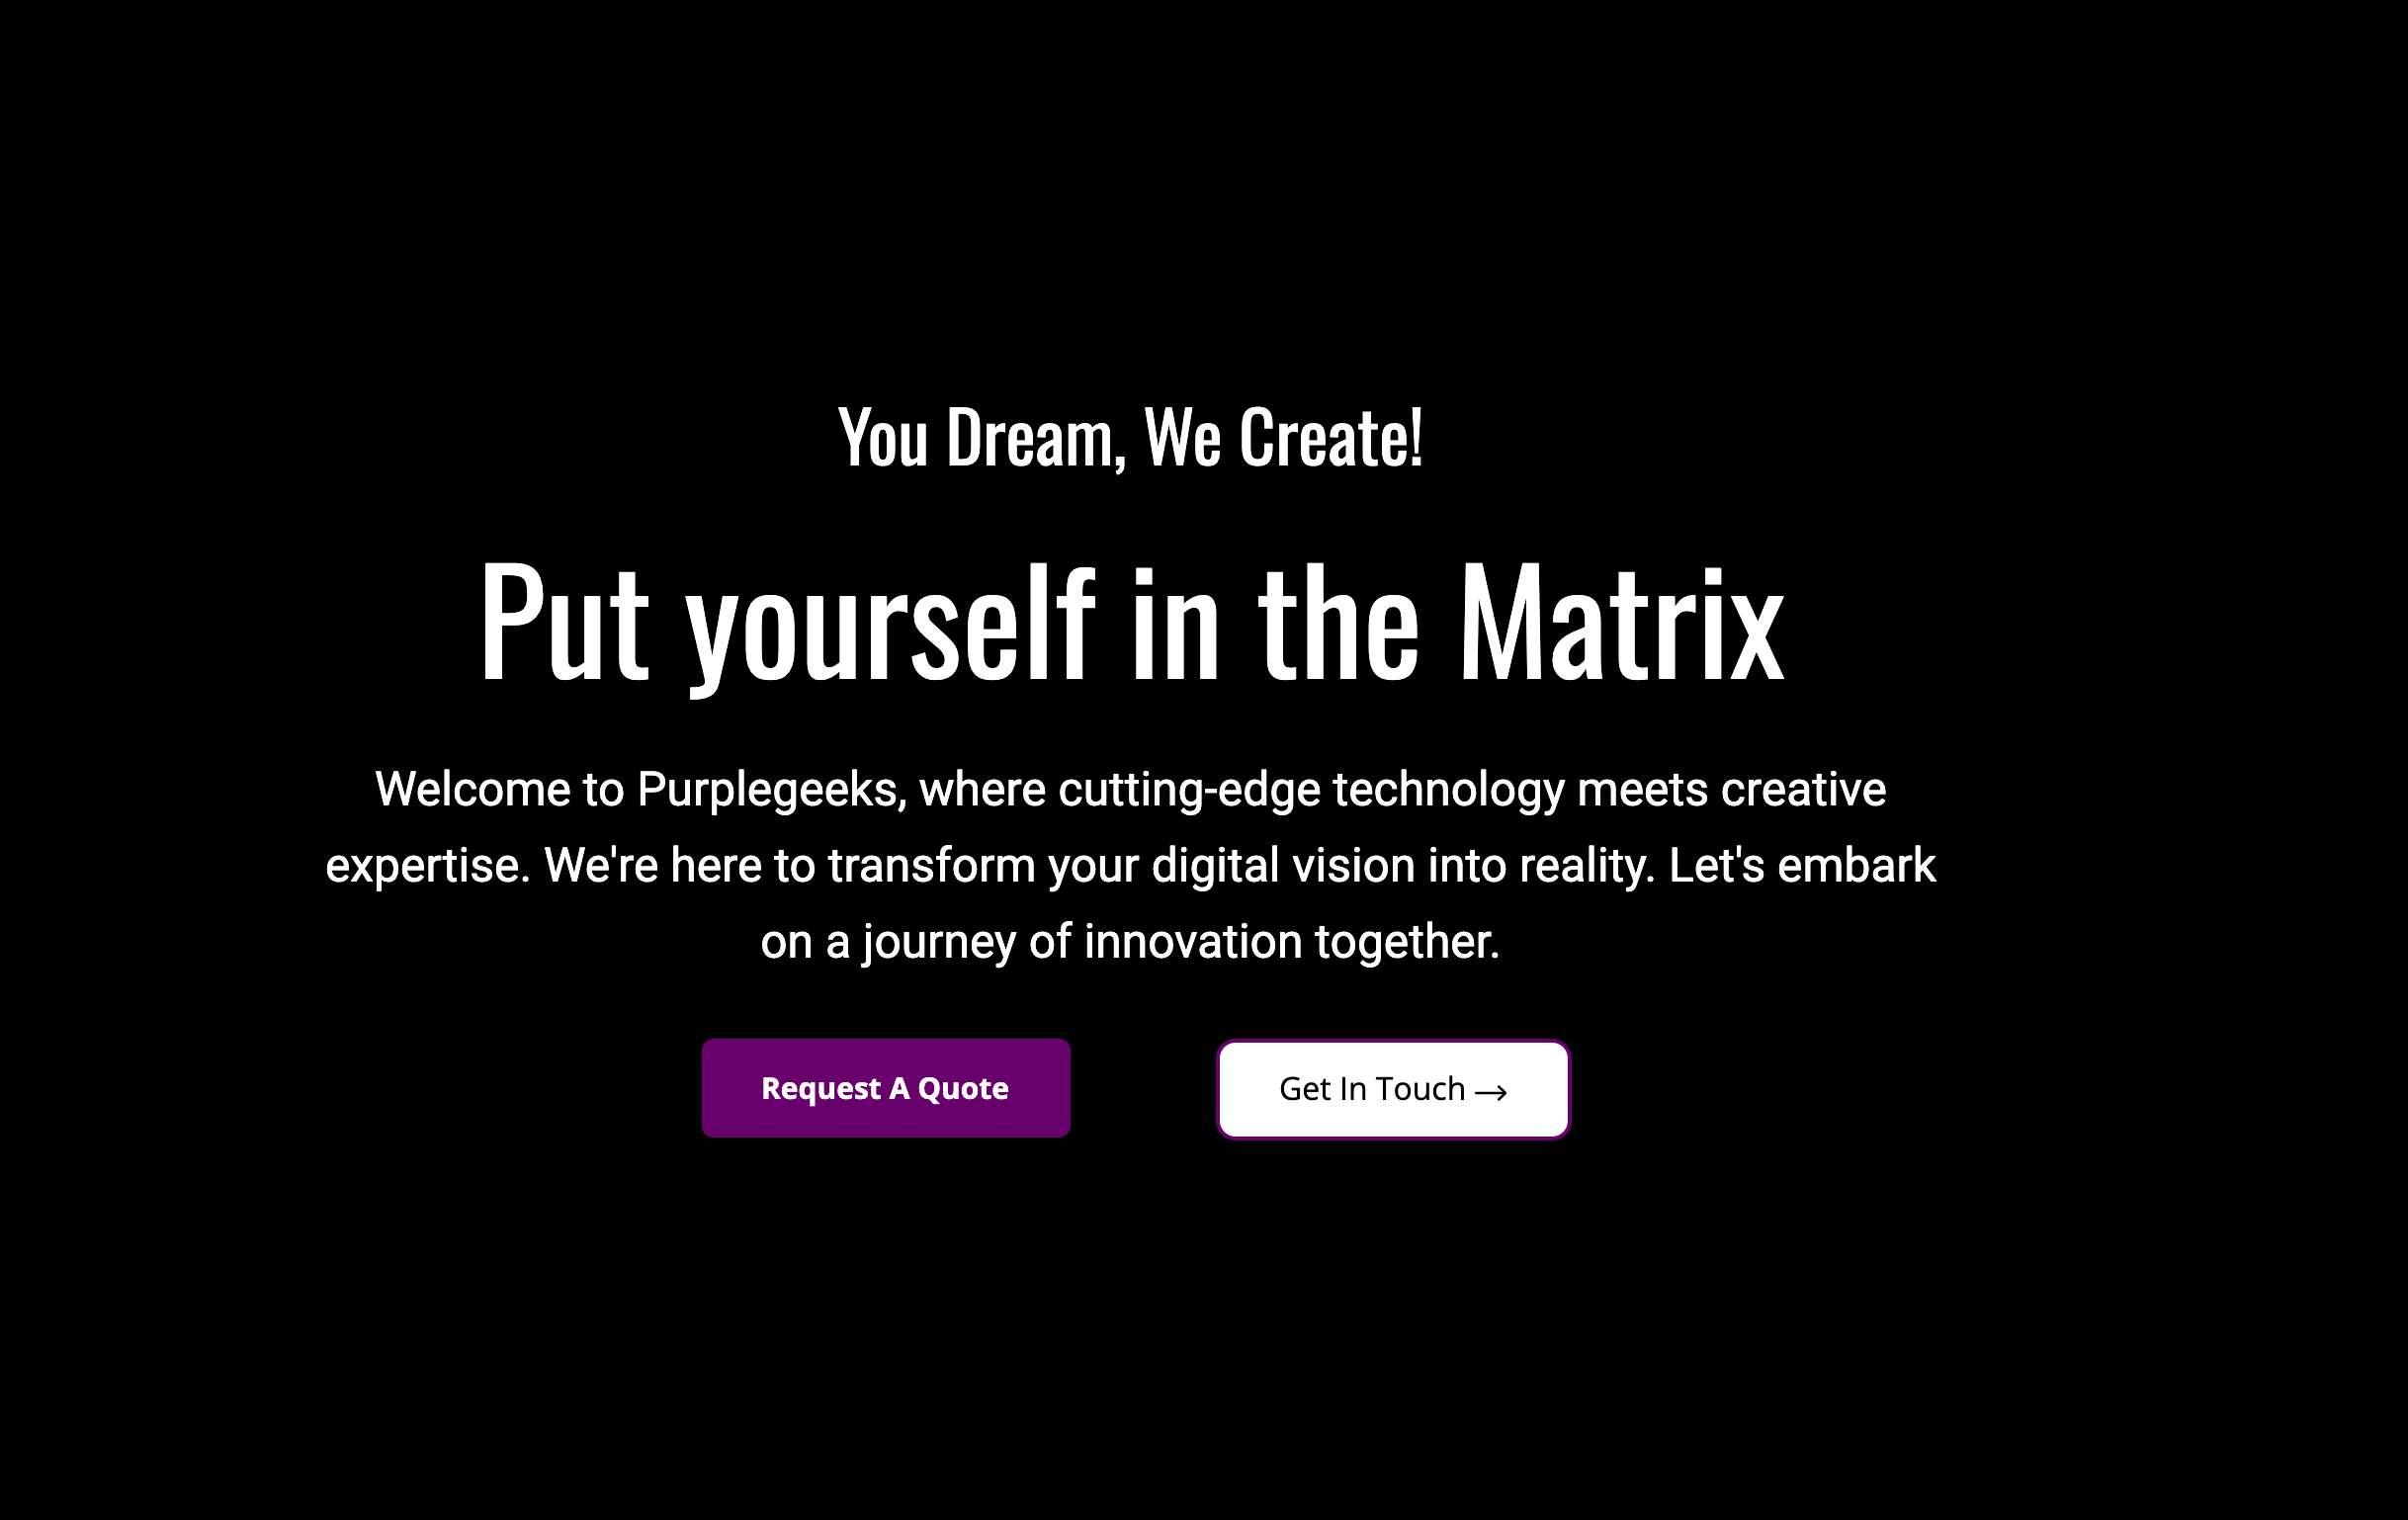 You Dream, We Create!
Put yourself in the Matrix
Welcome to Purplegeeks, where cutting-edge technology meets creative
expertise. We're here to transform your digital vision into reality. Let's embark
on a journey of innovation together.
Request A Quote
Get In Touch →